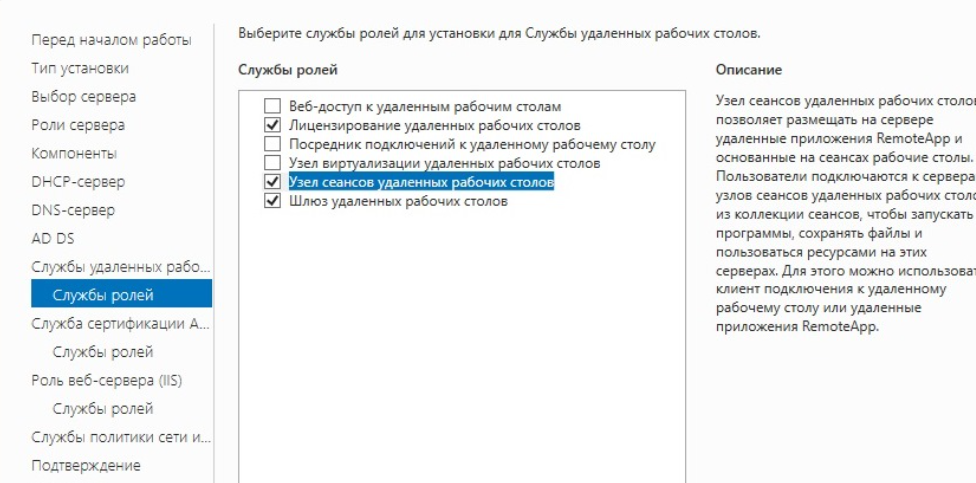 Перед началом работы
Тип установки
Выбор сервера
Роли сервера
Компоненты
DHCP-сервер
DNS-сервер
AD DS
Службы удаленных рабо...
Службы ролей
Служба сертификации A...
Службы ролей
Роль веб-сервера (IIS)
Службы ролей
Службы политики сети и...
Подтверждение
Выберите службы ролей для установки для Службы удаленных рабочих столов.
Службы ролей
Веб-доступ к удаленным рабочим столам
Лицензирование удаленных рабочих столов
Посредник подключений к удаленному рабочему столу
Узел виртуализации удаленных рабочих столов
Узел сеансов удаленных рабочих столов
Шлюз удаленных рабочих столов
Описание
Узел сеансов удаленных рабочих столов
позволяет размещать на сервере
удаленные приложения RemoteApp и
основанные на сеансах рабочие столы.
Пользователи подключаются к сервера
узлов сеансов удаленных рабочих столо
из коллекции сеансов, чтобы запускать
программы, сохранять файлы и
пользоваться ресурсами на этих
серверах. Для этого можно использоват
клиент подключения к удаленному
рабочему столу или удаленные
приложения RemoteApp.